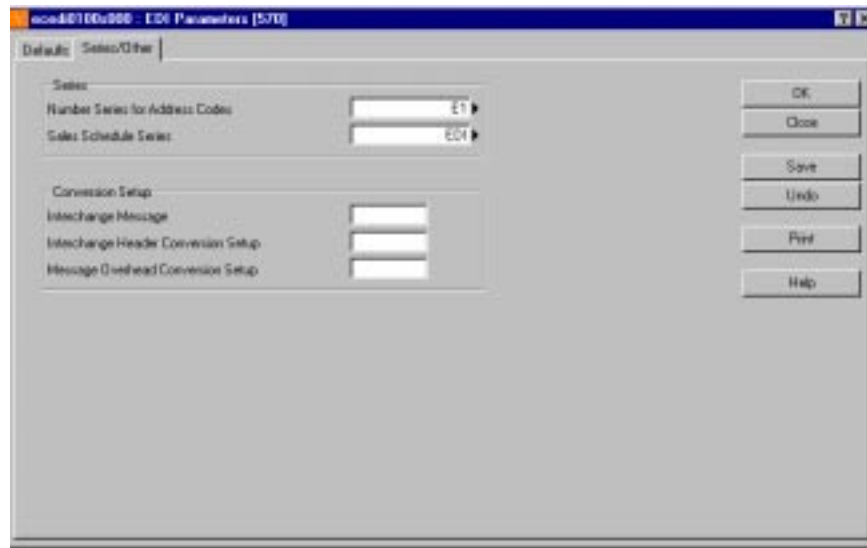 ecedi0100s000 : EDI Parameters [570]
Defaults Series/Other
Series
Number Series for Address Codes E1
Sales Schedule Series EDI
Conversion Setup
Interchange Message
Interchange Header Conversion Setup
Message Overhead Conversion Setup
OK
Close
Save
Undo
Print
Help